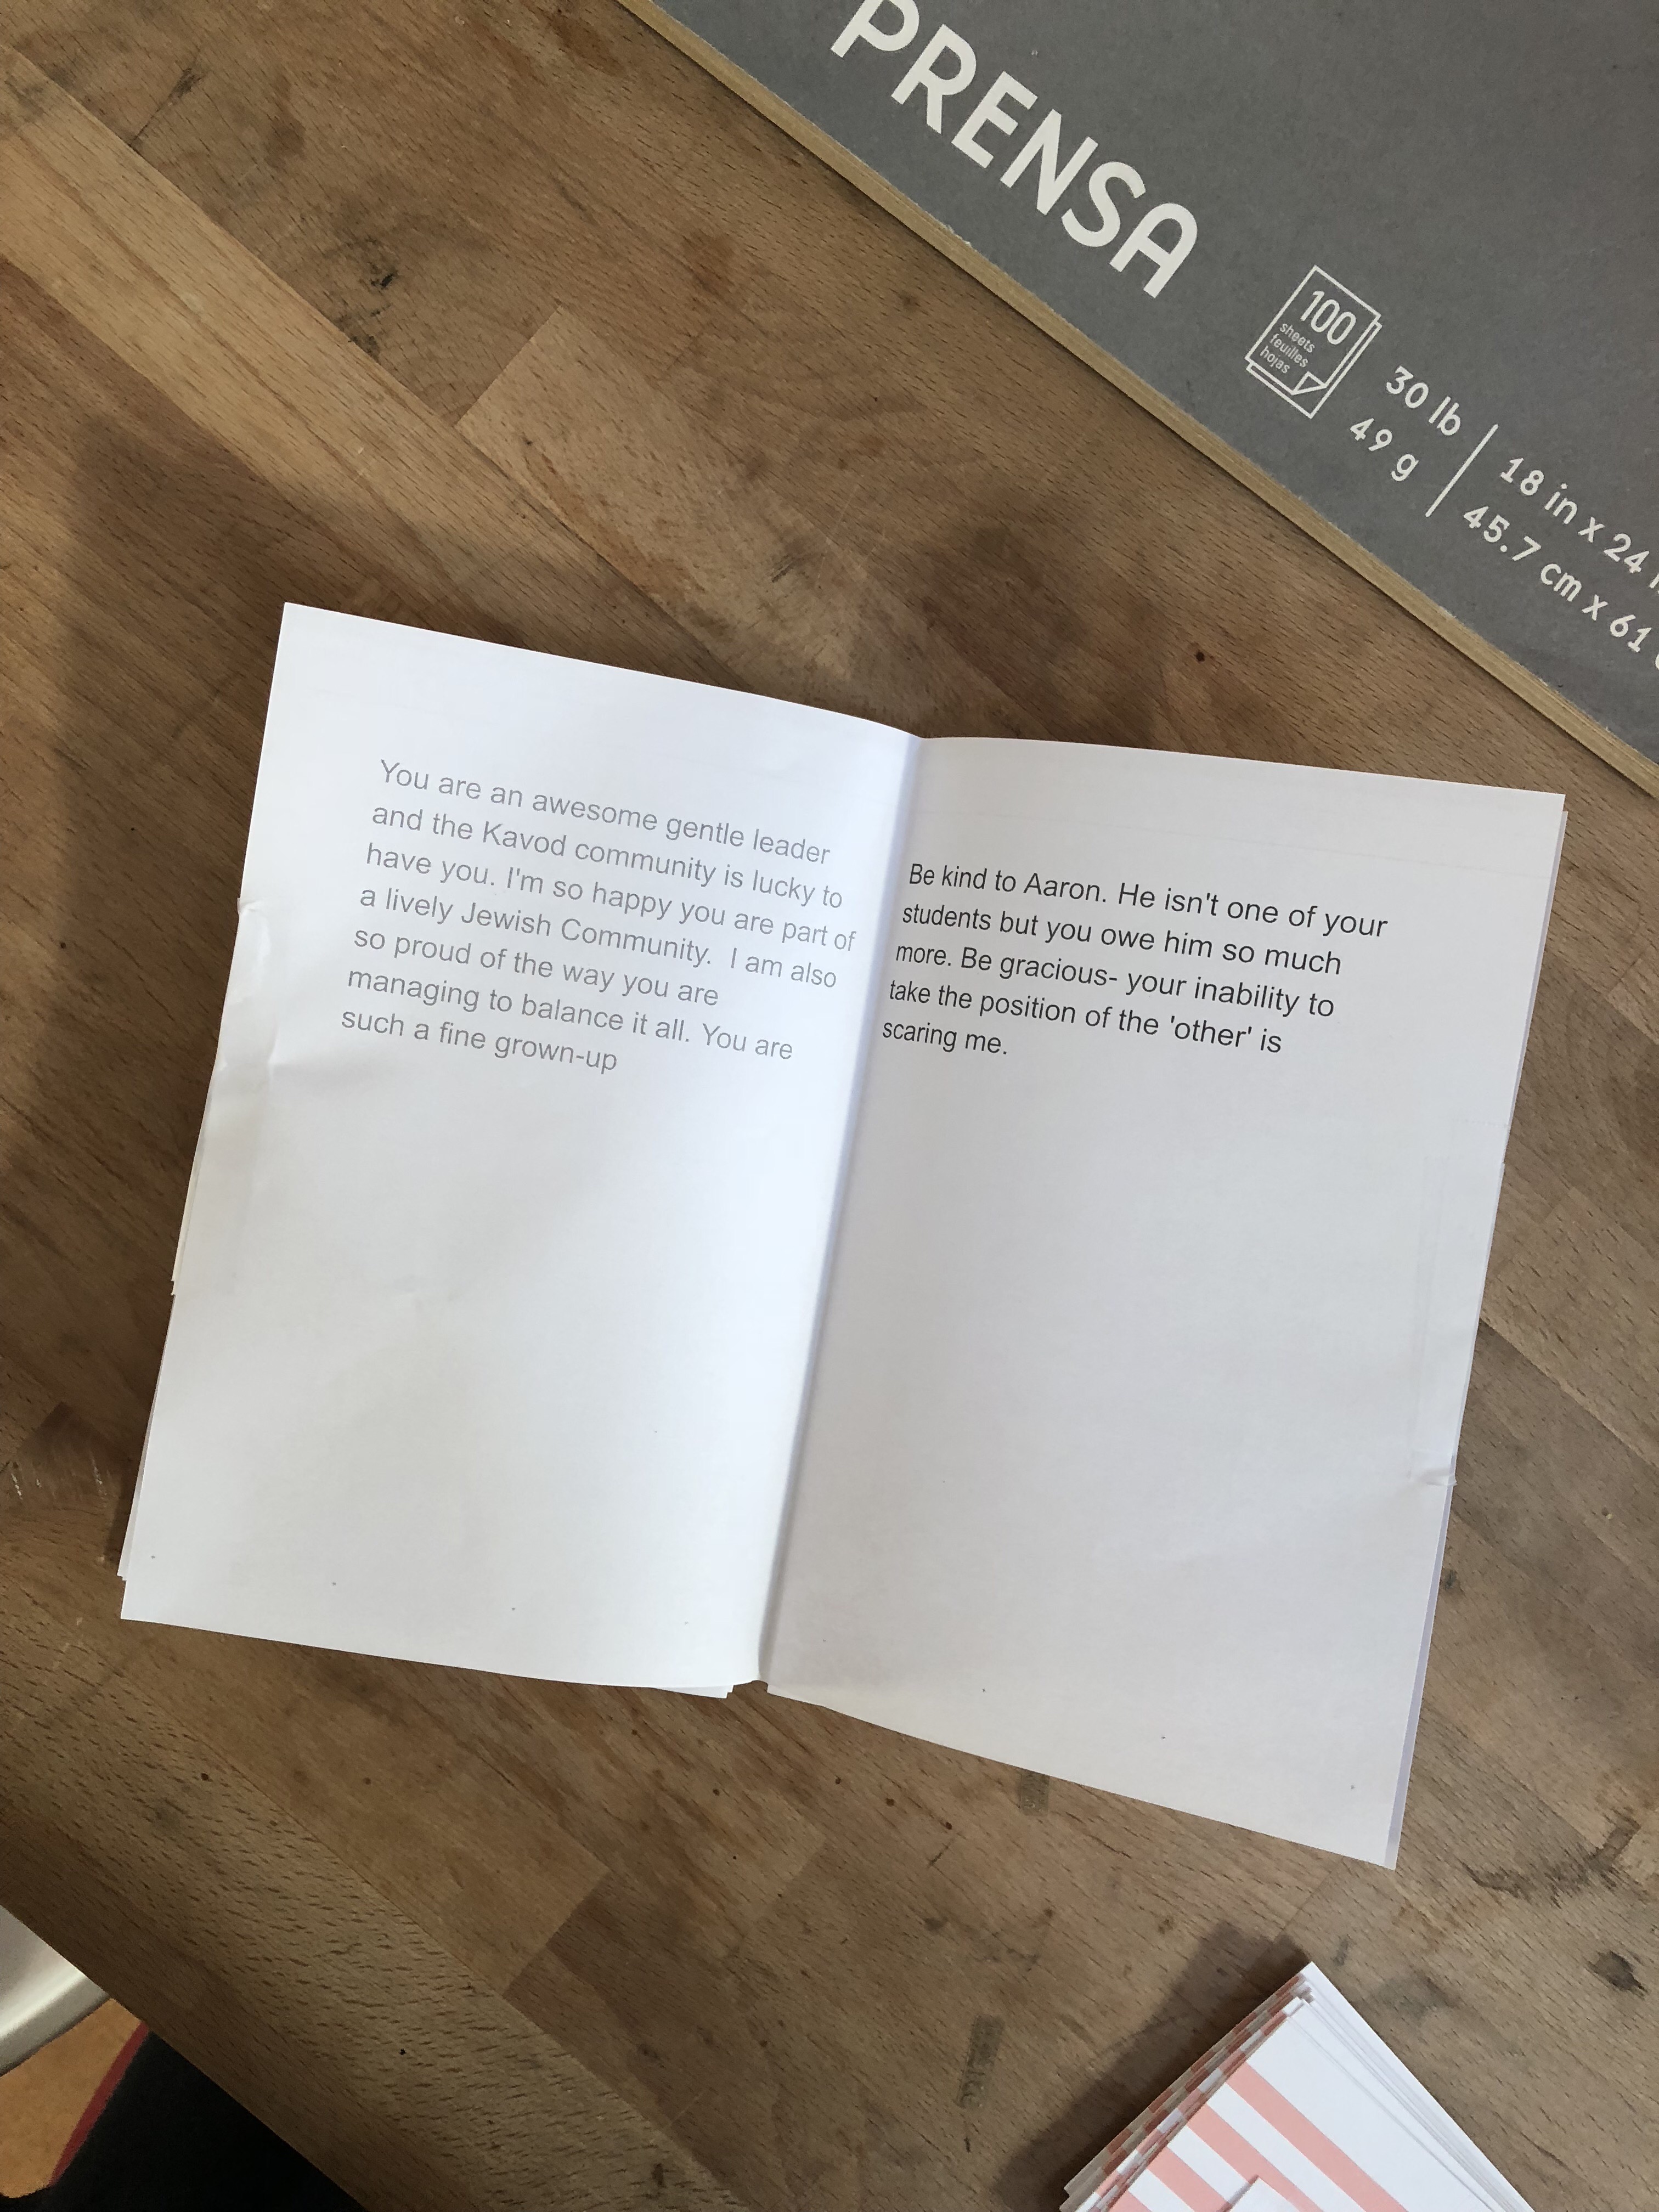 PRENSA
100
sheets
feuilles
hojas
30 lb
49 g
18 in x 24
45.7 cm x 61
You are an awesome gentle leader
and the Kavod community is lucky to
have you. I'm so happy you are part of
a lively Jewish Community.  I am also
so proud of the way you are
managing to balance it all. You are
such a fine grown-up
Be kind to Aaron. He isn't one of your
students but you owe him so much
more. Be gracious- your inability to
take the position of the 'other' is
scaring me.